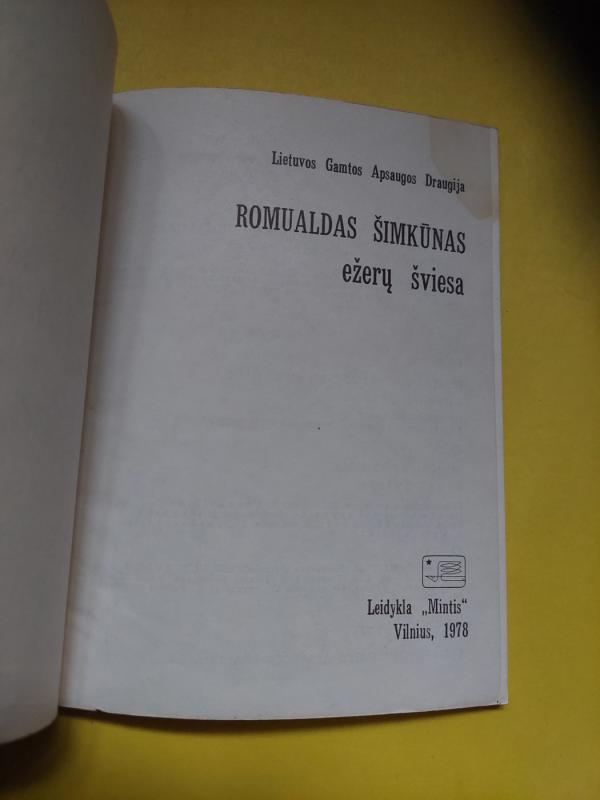 Lietuvos Gamtos Apsaugos Draugija
ROMUALDAS ŠIMKŪNAS
ežerų šviesa
Leidykla „Mintis“
Vilnius, 1978